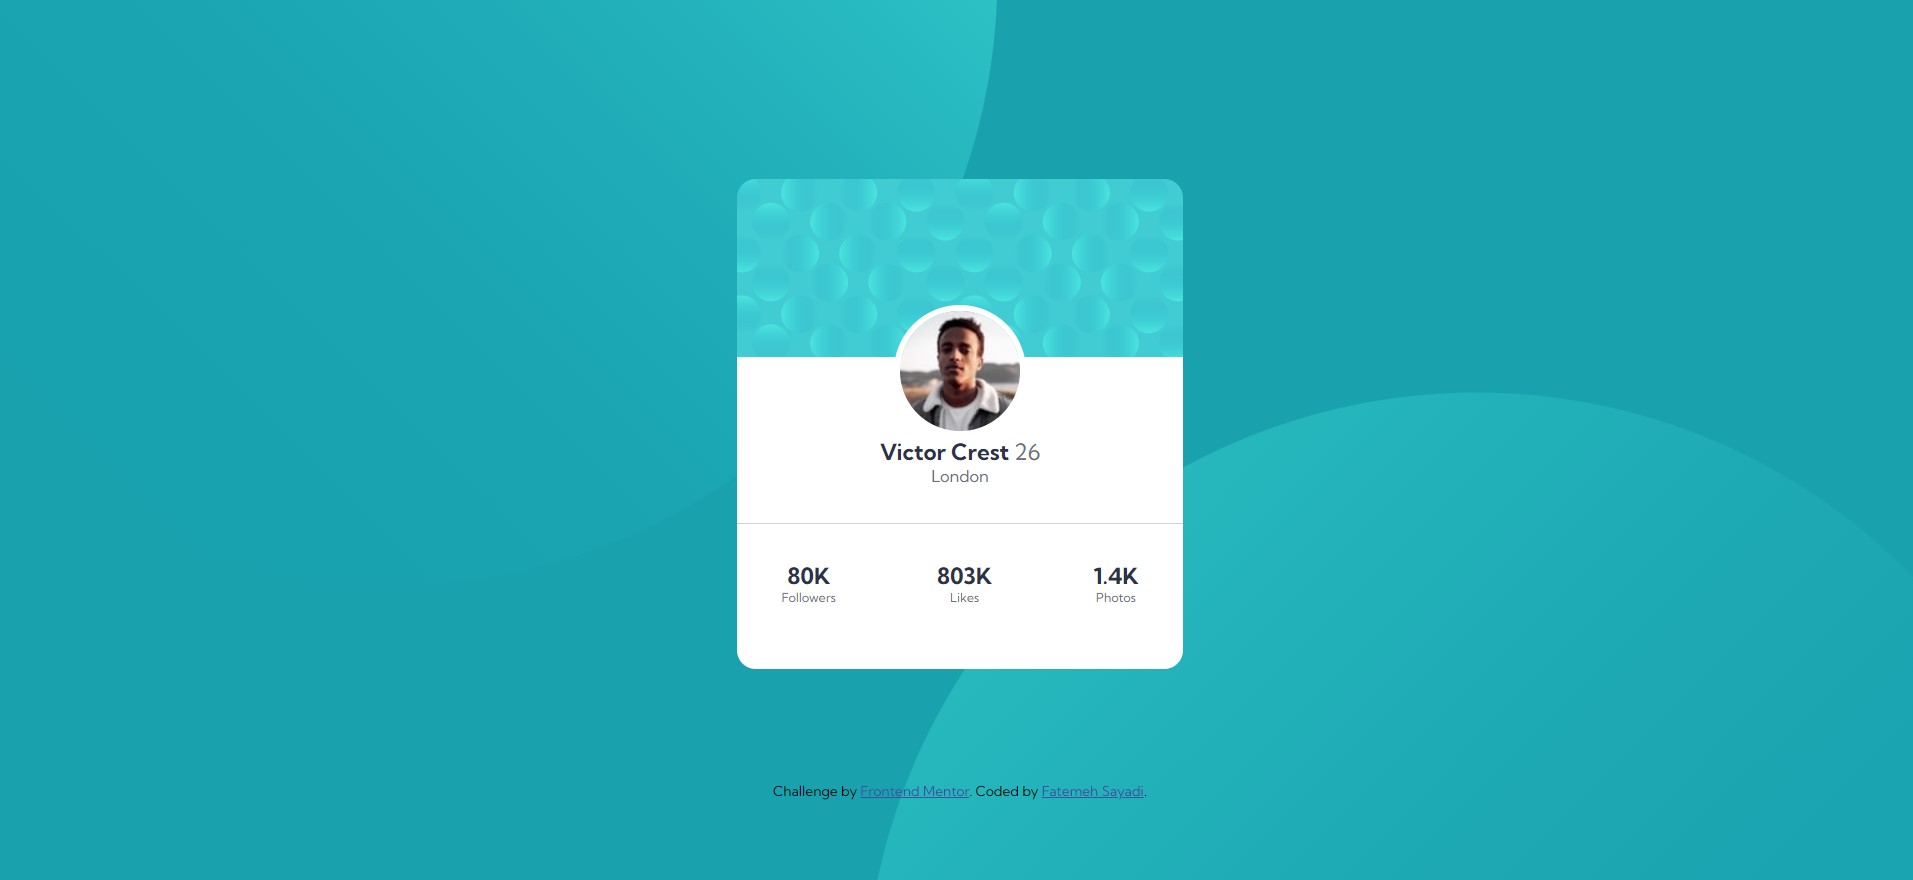 Victor Crest 26
London
80K 803K 1.4K
Followers Likes Photos
Challenge by Frontend Mentor. Coded by Fatemeh Sayadi.